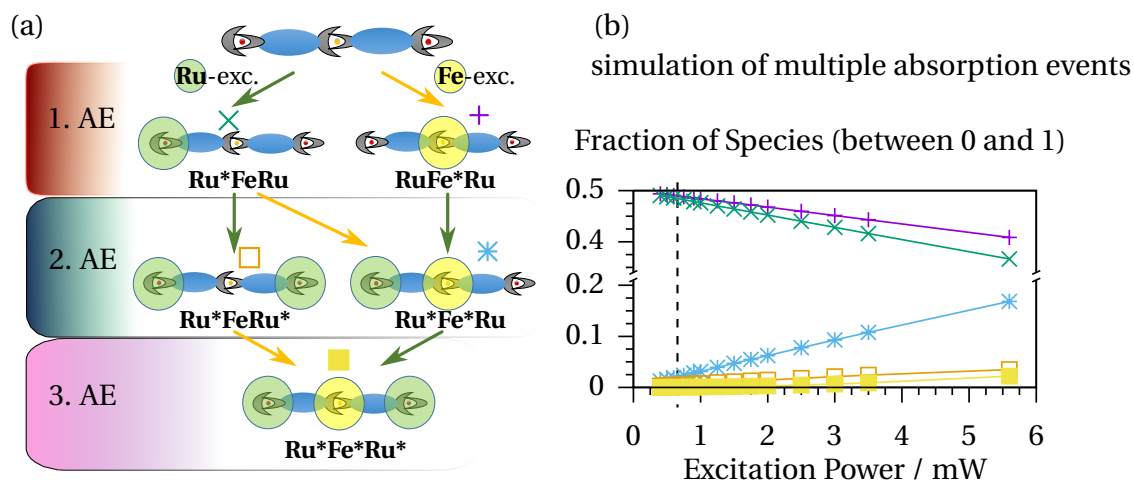 (a)
Ru-exc.
Fe-exc.
1. AE
Ru*FeRu
RuFe*Ru
2. AE
Ru*FeRu*
Ru*Fe*Ru
3. AE
Ru*Fe*Ru*
(b)
simulation of multiple absorption events
Fraction of Species (between 0 and 1)
0.5
0.4
0.2
0.1
0
0 1 2 3 4 5 6
Excitation Power / mW